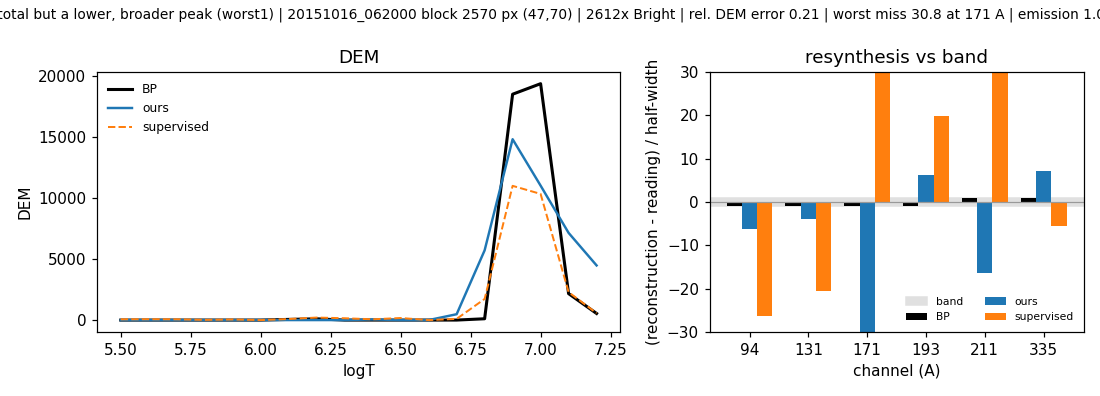 total but a lower, broader peak (worst1) | 20151016_062000 block 2570 px (47,70) | 2612x Bright | rel. DEM error 0.21 | worst miss 30.8 at 171 A | emission 1.0
DEM
resynthesis vs band
20000
15000
10000
5000
0
DEM
BP
ours
supervised
5.50 5.75 6.00 6.25 6.50 6.75 7.00 7.25
logT
30
20
10
0
−10
−20
−30
(reconstruction - reading) / half-width
band
BP
ours
supervised
94 131 171 193 211 335
channel (A)